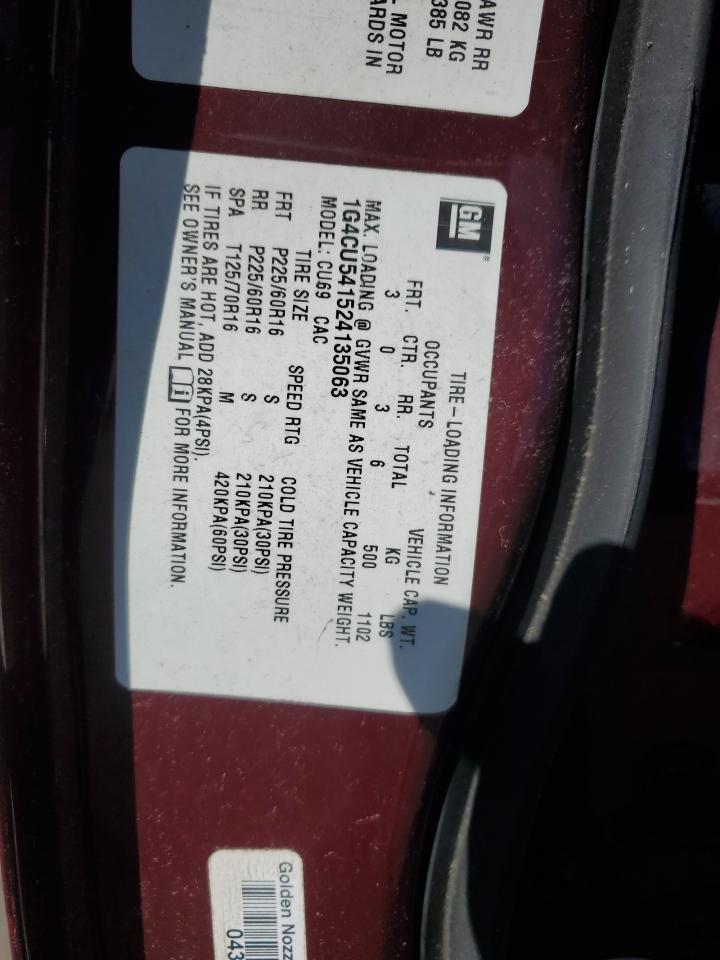 AWR RR
082 KG
385 LB
MOTOR
ARDS IN
GM
TIRE-LOADING INFORMATION
OCCUPANTS VEHICLE CAP. WT.
FRT. CTR. RR. TOTAL KG LBS
3 0 3 6 500 1102
MAX. LOADING @ GVWR SAME AS VEHICLE CAPACITY WEIGHT.
1G4CU541524135063
MODEL: CU69 CAC
TIRE SIZE SPEED RTG COLD TIRE PRESSURE
FRT P225/60R16 S 210KPA(30PSI)
RR P225/60R16 S 210KPA(30PSI)
SPA T125/70R16 M 420KPA(60PSI)
IF TIRES ARE HOT, ADD 28KPA(4PSI).
SEE OWNER'S MANUAL FOR MORE INFORMATION.
Golden Nozz
043